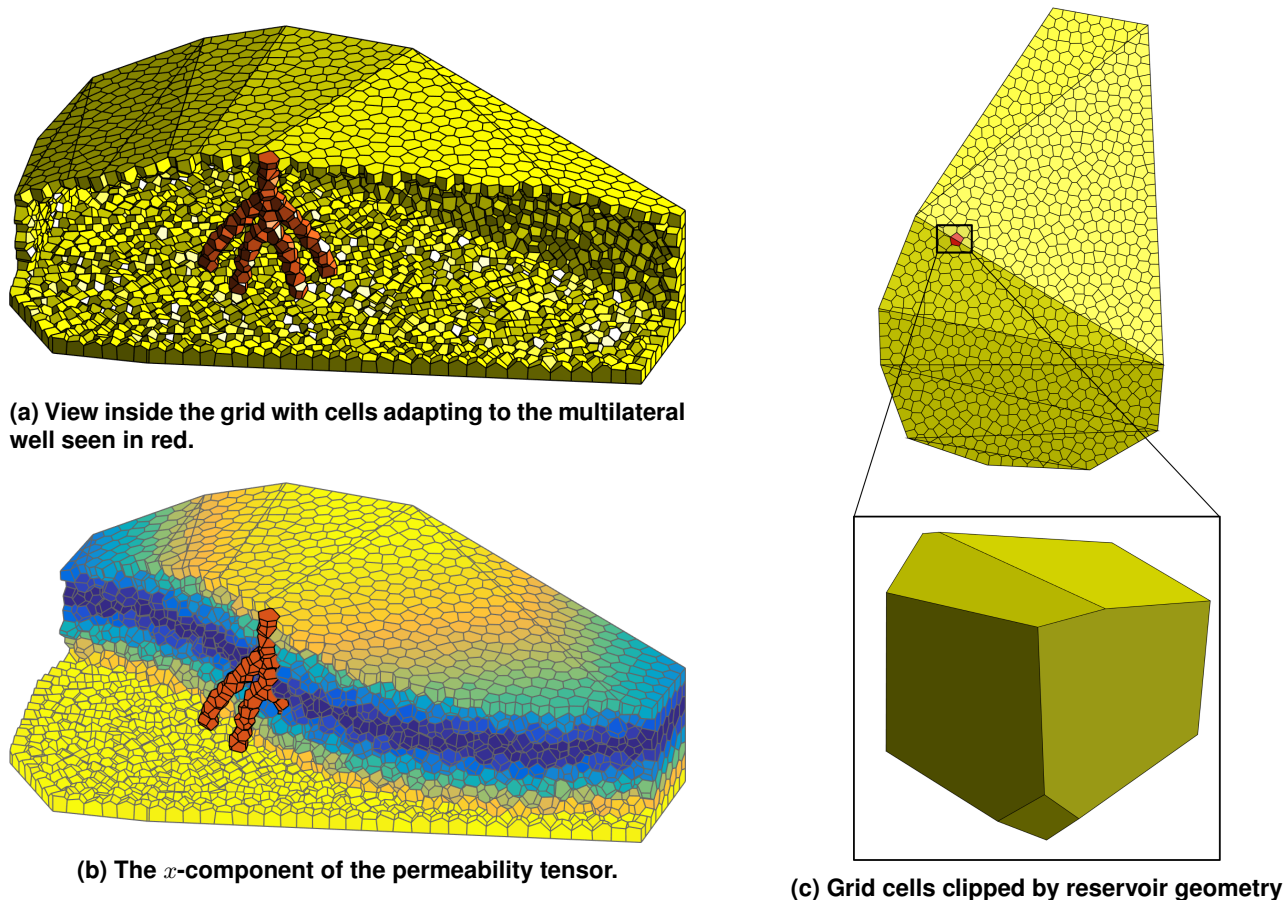 (a) View inside the grid with cells adapting to the multilateral
well seen in red.
(b) The x-component of the permeability tensor.
(c) Grid cells clipped by reservoir geometry